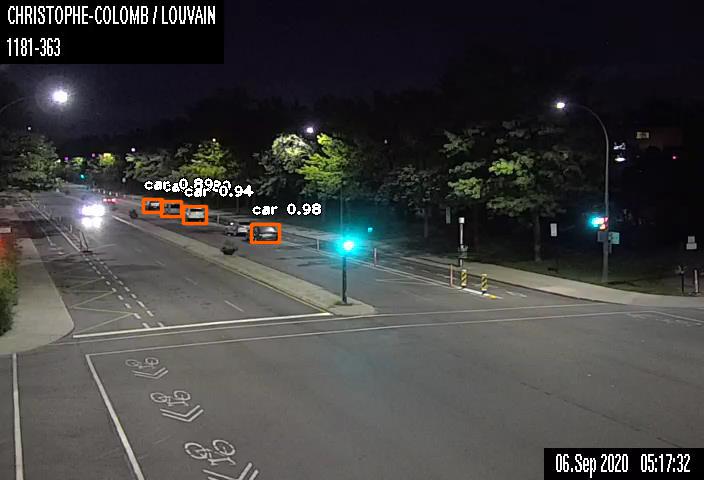 CHRISTOPHE-COLOMB / LOUVAIN
1181-363
car 0.94
car 0.98
06.Sep 2020 05:17:32